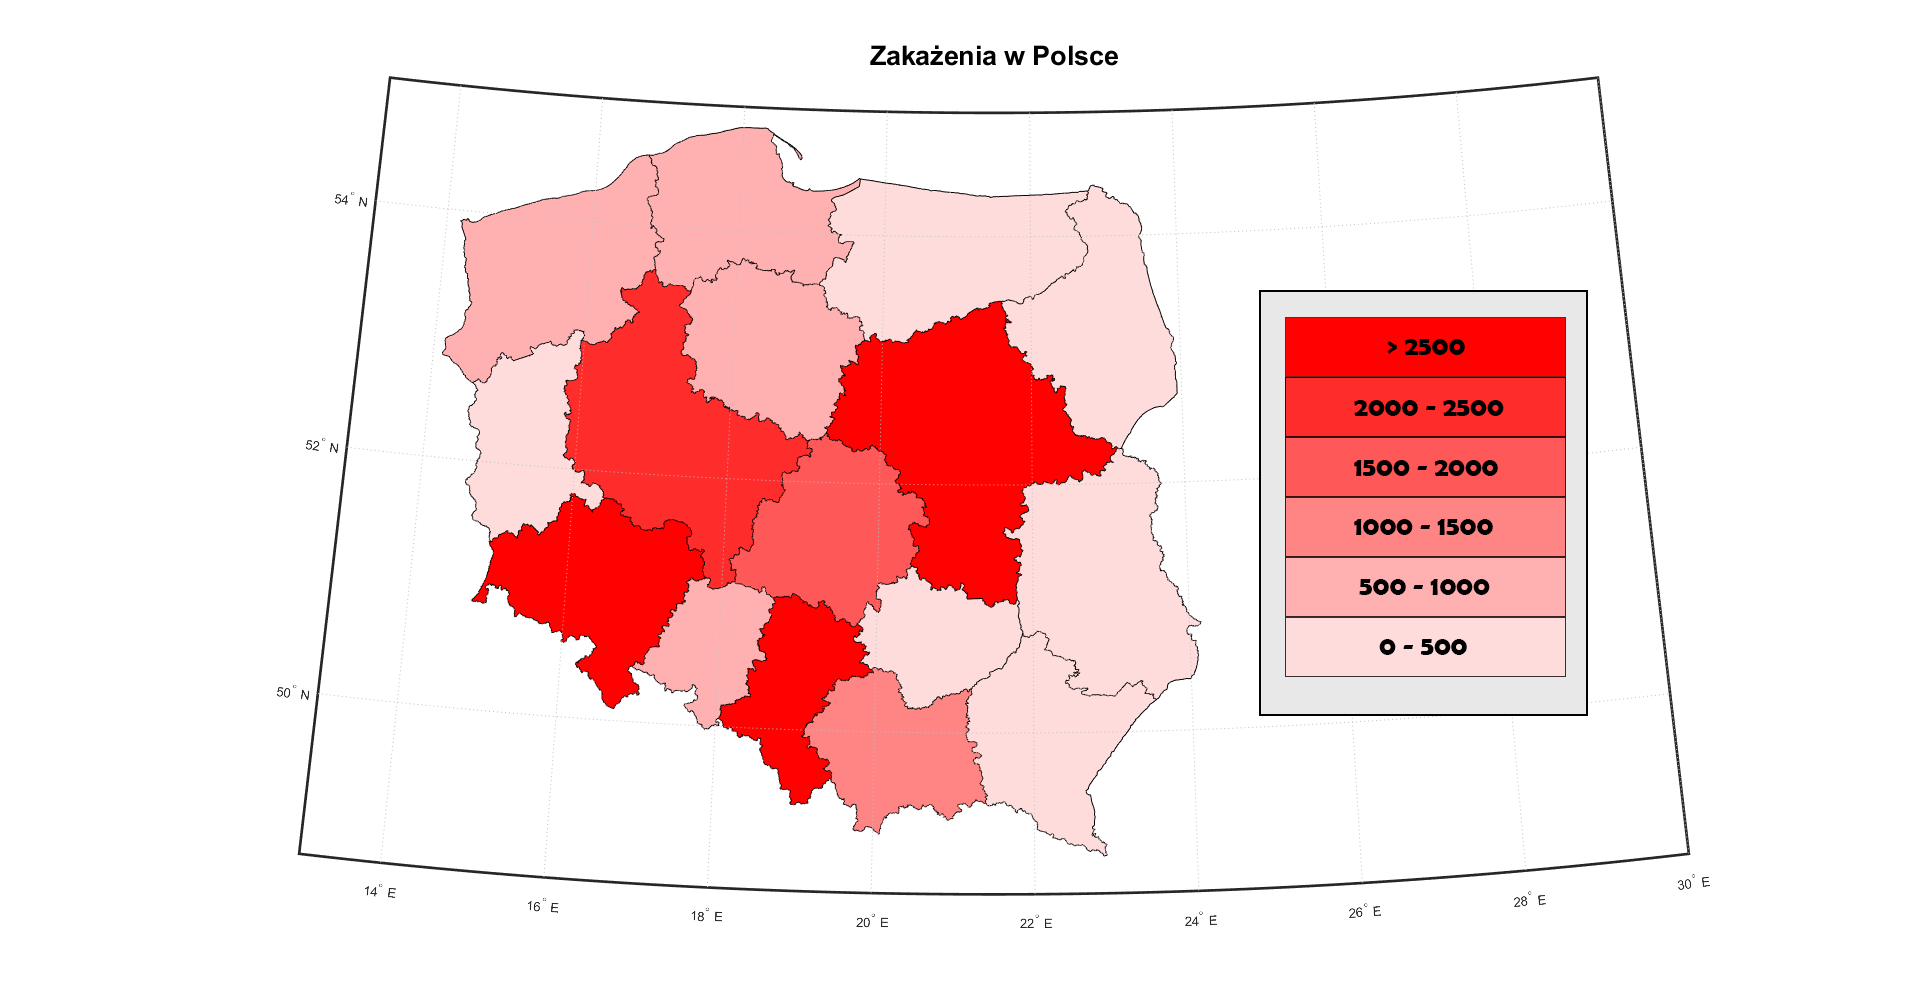 Zakażenia w Polsce
54° N
52° N
50° N
14° E
16° E
18° E
20° E
22° E
24° E
26° E
28° E
30° E
> 2500
2000 - 2500
1500 - 2000
1000 - 1500
500 - 1000
0 - 500